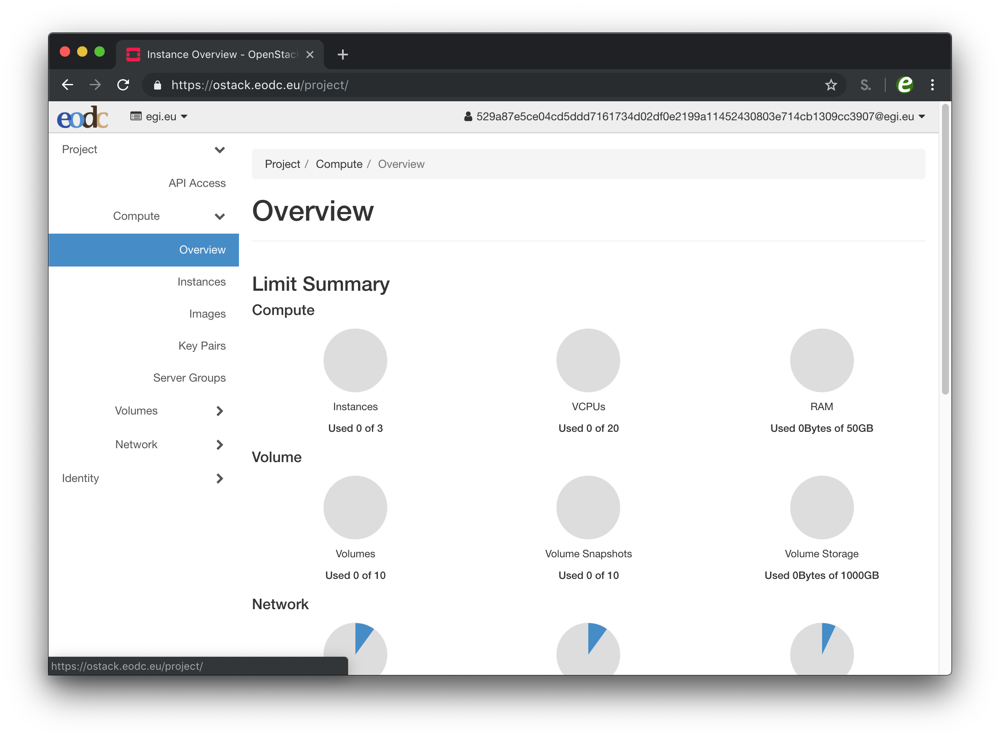 Instance Overview - OpenStac
https://ostack.eodc.eu/project/
S.
e
eodc
egi.eu
529a87e5ce04cd5ddd7161734d02df0e2199a11452430803e714cb1309cc3907@egi.eu
Project
API Access
Compute
Overview
Instances
Images
Key Pairs
Server Groups
Volumes
Network
Identity
Project / Compute / Overview
Overview
Limit Summary
Compute
Instances
Used 0 of 3
VCPUs
Used 0 of 20
RAM
Used 0Bytes of 50GB
Volume
Volumes
Used 0 of 10
Volume Snapshots
Used 0 of 10
Volume Storage
Used 0Bytes of 1000GB
Network
https://ostack.eodc.eu/project/